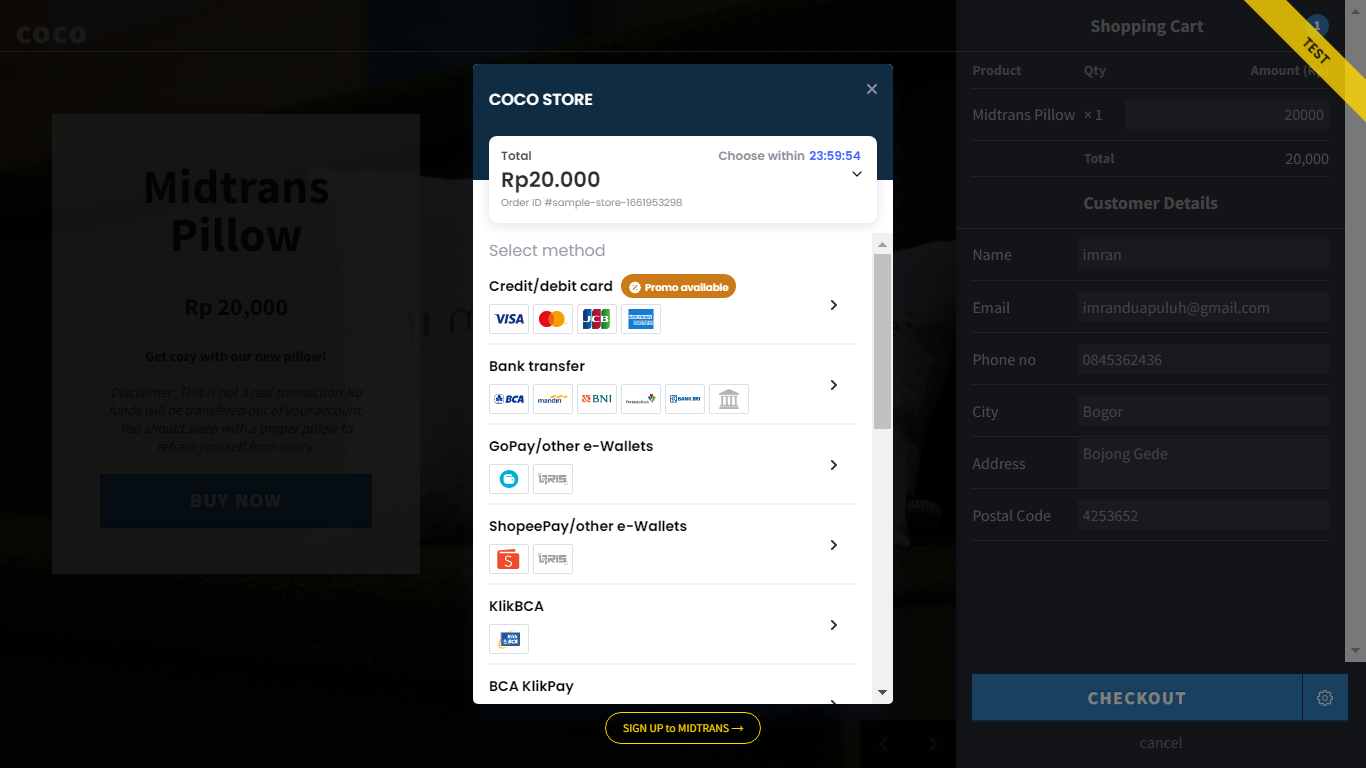 coco
Midtrans
Pillow
Rp 20,000
Get cozy with our new pillow!
Disclaimer: This is not a real transaction.No
funds will be transfered out of your account.
You should sleep with a proper pillow to
refrain yourself from injury.
BUY NOW
COCO STORE
Total
Choose within 23:59:54
Rp20.000
Order ID #sample-store-1661953298
Select method
Credit/debit card Promo available
VISA
JCB
Bank transfer
BCA mandiri BNI BANK BRI
GoPay/other e-Wallets
QRIS
ShopeePay/other e-Wallets
S QRIS
KlikBCA
Klik BCA
BCA KlikPay
SIGN UP to MIDTRANS →
Shopping Cart 1
TEST
Product Qty Amount (R
Midtrans Pillow × 1 20000
Total 20,000
Customer Details
Name imran
Email imranduapuluh@gmail.com
Phone no 0845362436
City Bogor
Address Bojong Gede
Postal Code 4253652
CHECKOUT
cancel